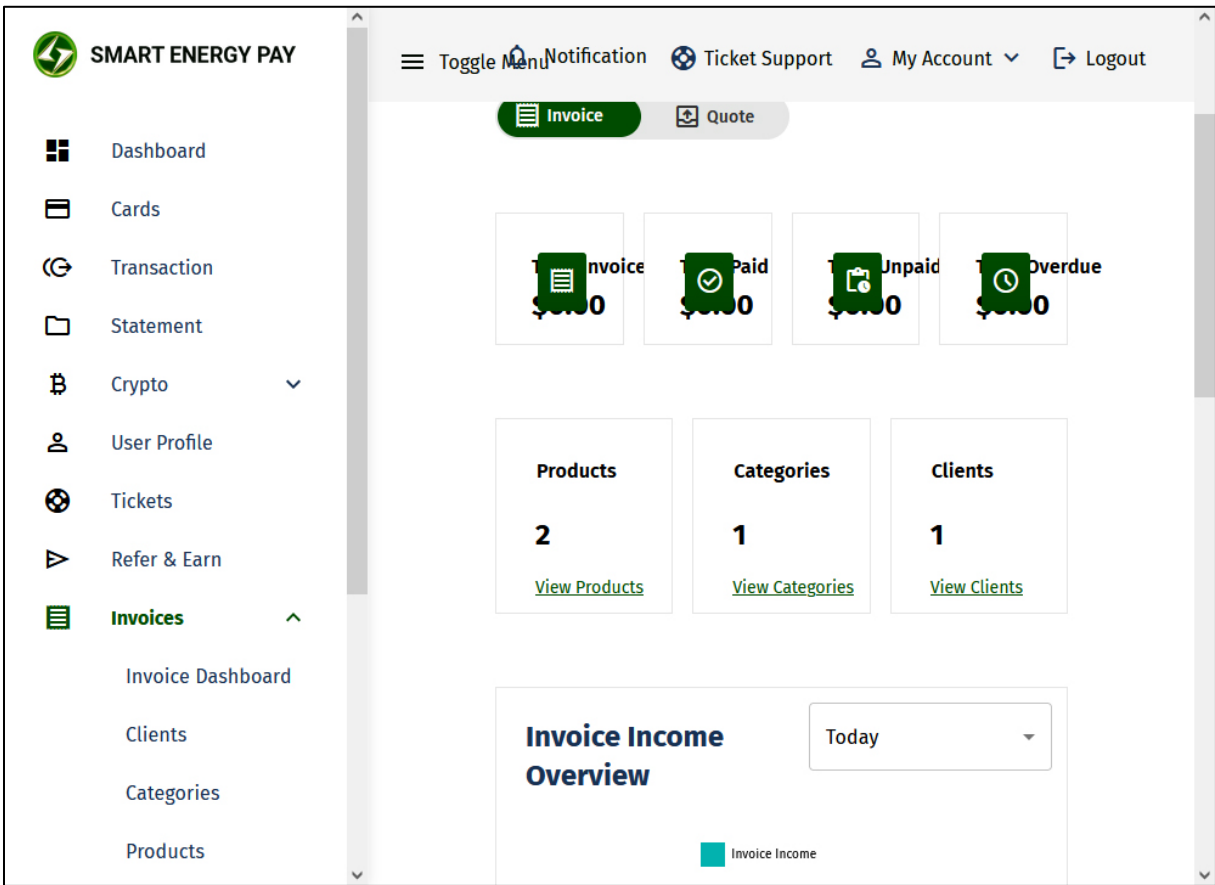 SMART ENERGY PAY
Toggle Menu
Notification
Ticket Support
My Account
Logout
Dashboard
Cards
Transaction
Statement
Crypto
User Profile
Tickets
Refer & Earn
Invoices
Invoice Dashboard
Clients
Categories
Products
Invoice
Quote
Paid
Unpaid
Overdue
Products
Categories
Clients
2
1
1
View Products
View Categories
View Clients
Invoice Income
Overview
Today
Invoice Income